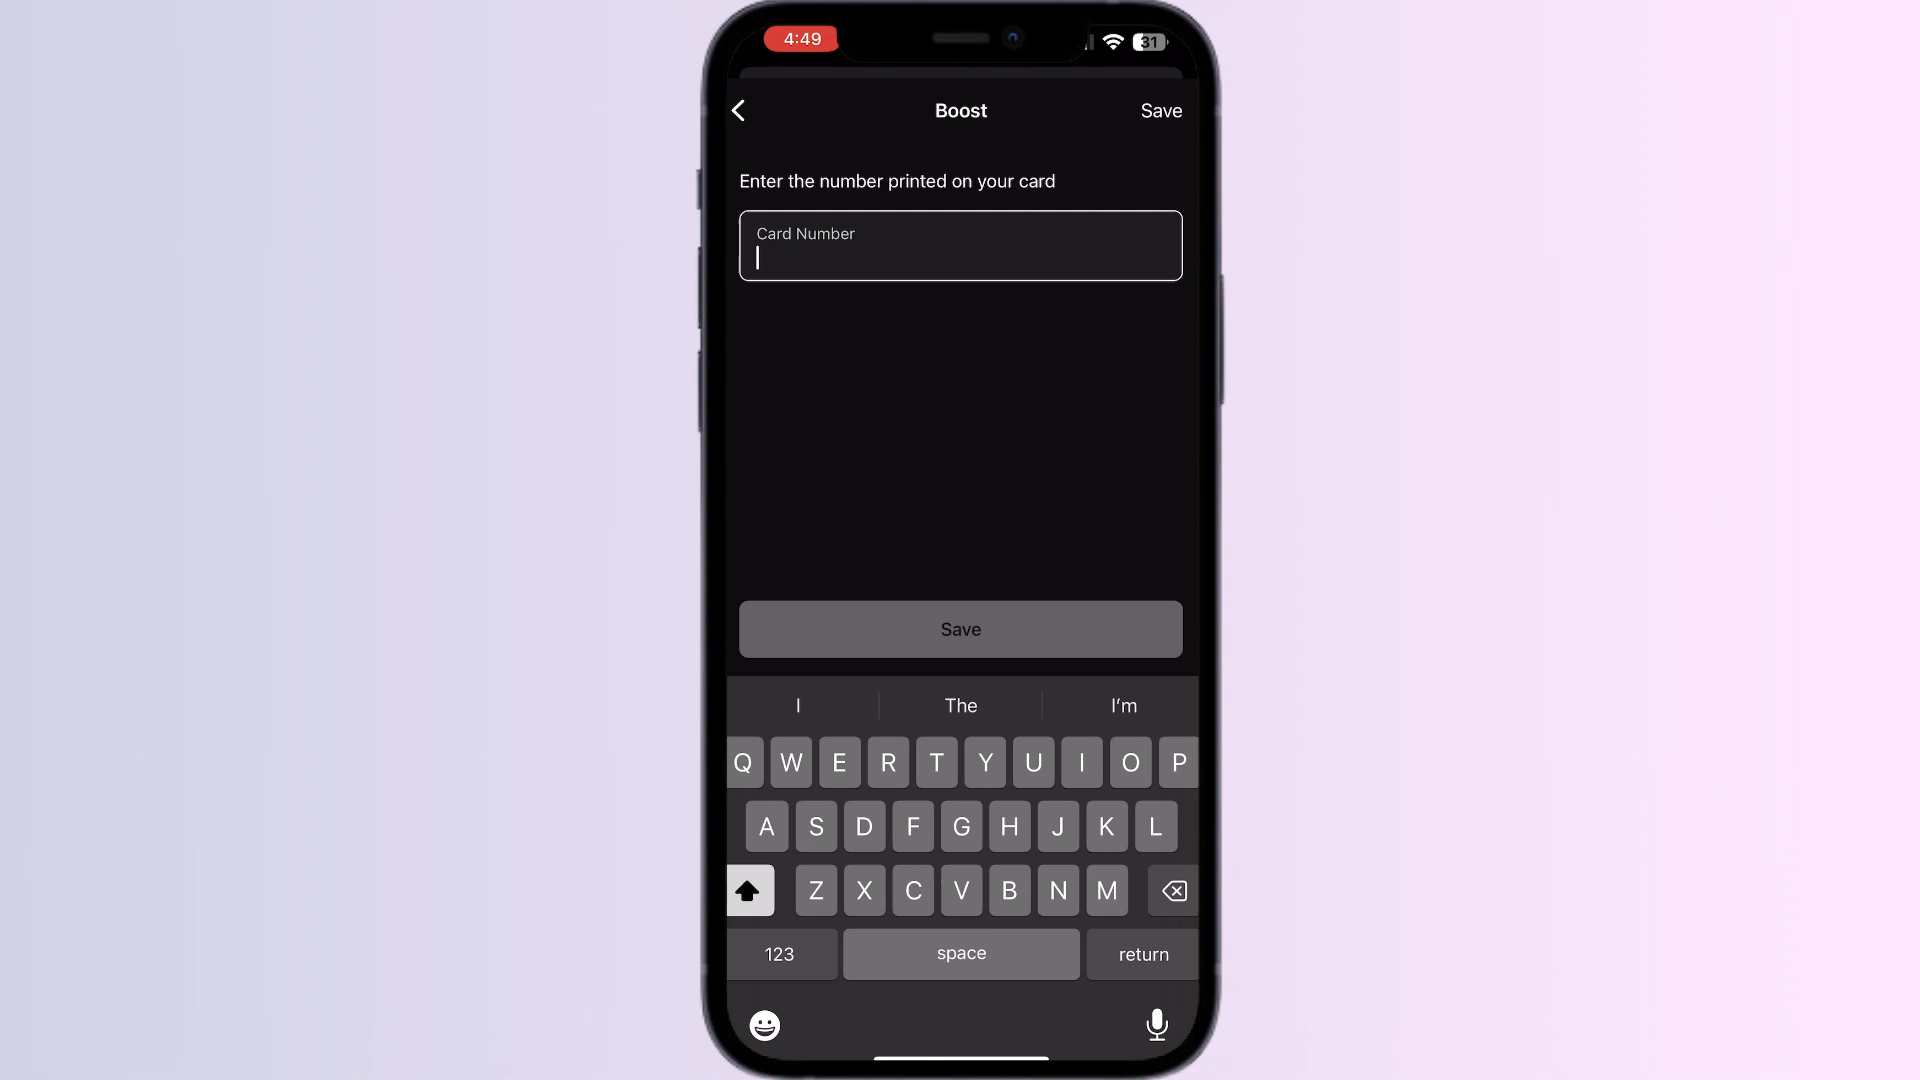 4:49
31
Boost
Save
Enter the number printed on your card
Card Number
Save
I
The
I’m
Q W E R T Y U I O P
A S D F G H J K L
Z X C V B N M
123
space
return